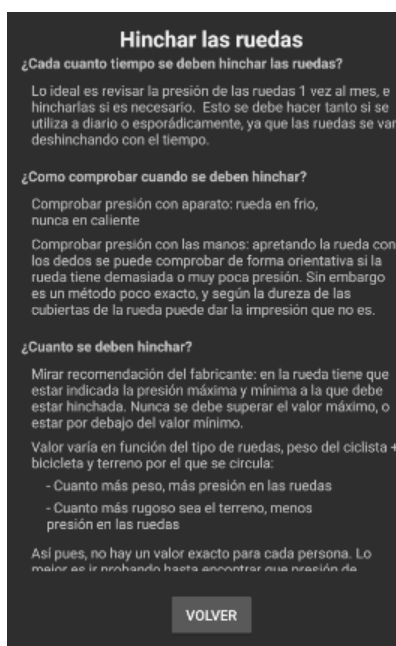 Hinchar las ruedas
¿Cada cuanto tiempo se deben hinchar las ruedas?
Lo ideal es revisar la presión de las ruedas 1 vez al mes, e
hincharlas si es necesario. Esto se debe hacer tanto si se
utiliza a diario o esporádicamente, ya que las ruedas se van
deshinchando con el tiempo.
¿Como comprobar cuando se deben hinchar?
Comprobar presión con aparato: rueda en frio,
nunca en caliente
Comprobar presión con las manos: apretando la rueda con
los dedos se puede comprobar de forma orientativa si la
rueda tiene demasiada o muy poca presión. Sin embargo
es un método poco exacto, y según la dureza de las
cubiertas de la rueda puede dar la impresión que no es.
¿Cuanto se deben hinchar?
Mirar recomendación del fabricante: en la rueda tiene que
estar indicada la presión máxima y mínima a la que debe
estar hinchada. Nunca se debe superar el valor máximo, o
estar por debajo del valor mínimo.
Valor varía en función del tipo de ruedas, peso del ciclista +
bicicleta y terreno por el que se circula:
- Cuanto más peso, más presión en las ruedas
- Cuanto más rugoso sea el terreno, menos
presión en las ruedas
Así pues, no hay un valor exacto para cada persona. Lo
mejor es ir probando hasta encontrar que presión de
VOLVER